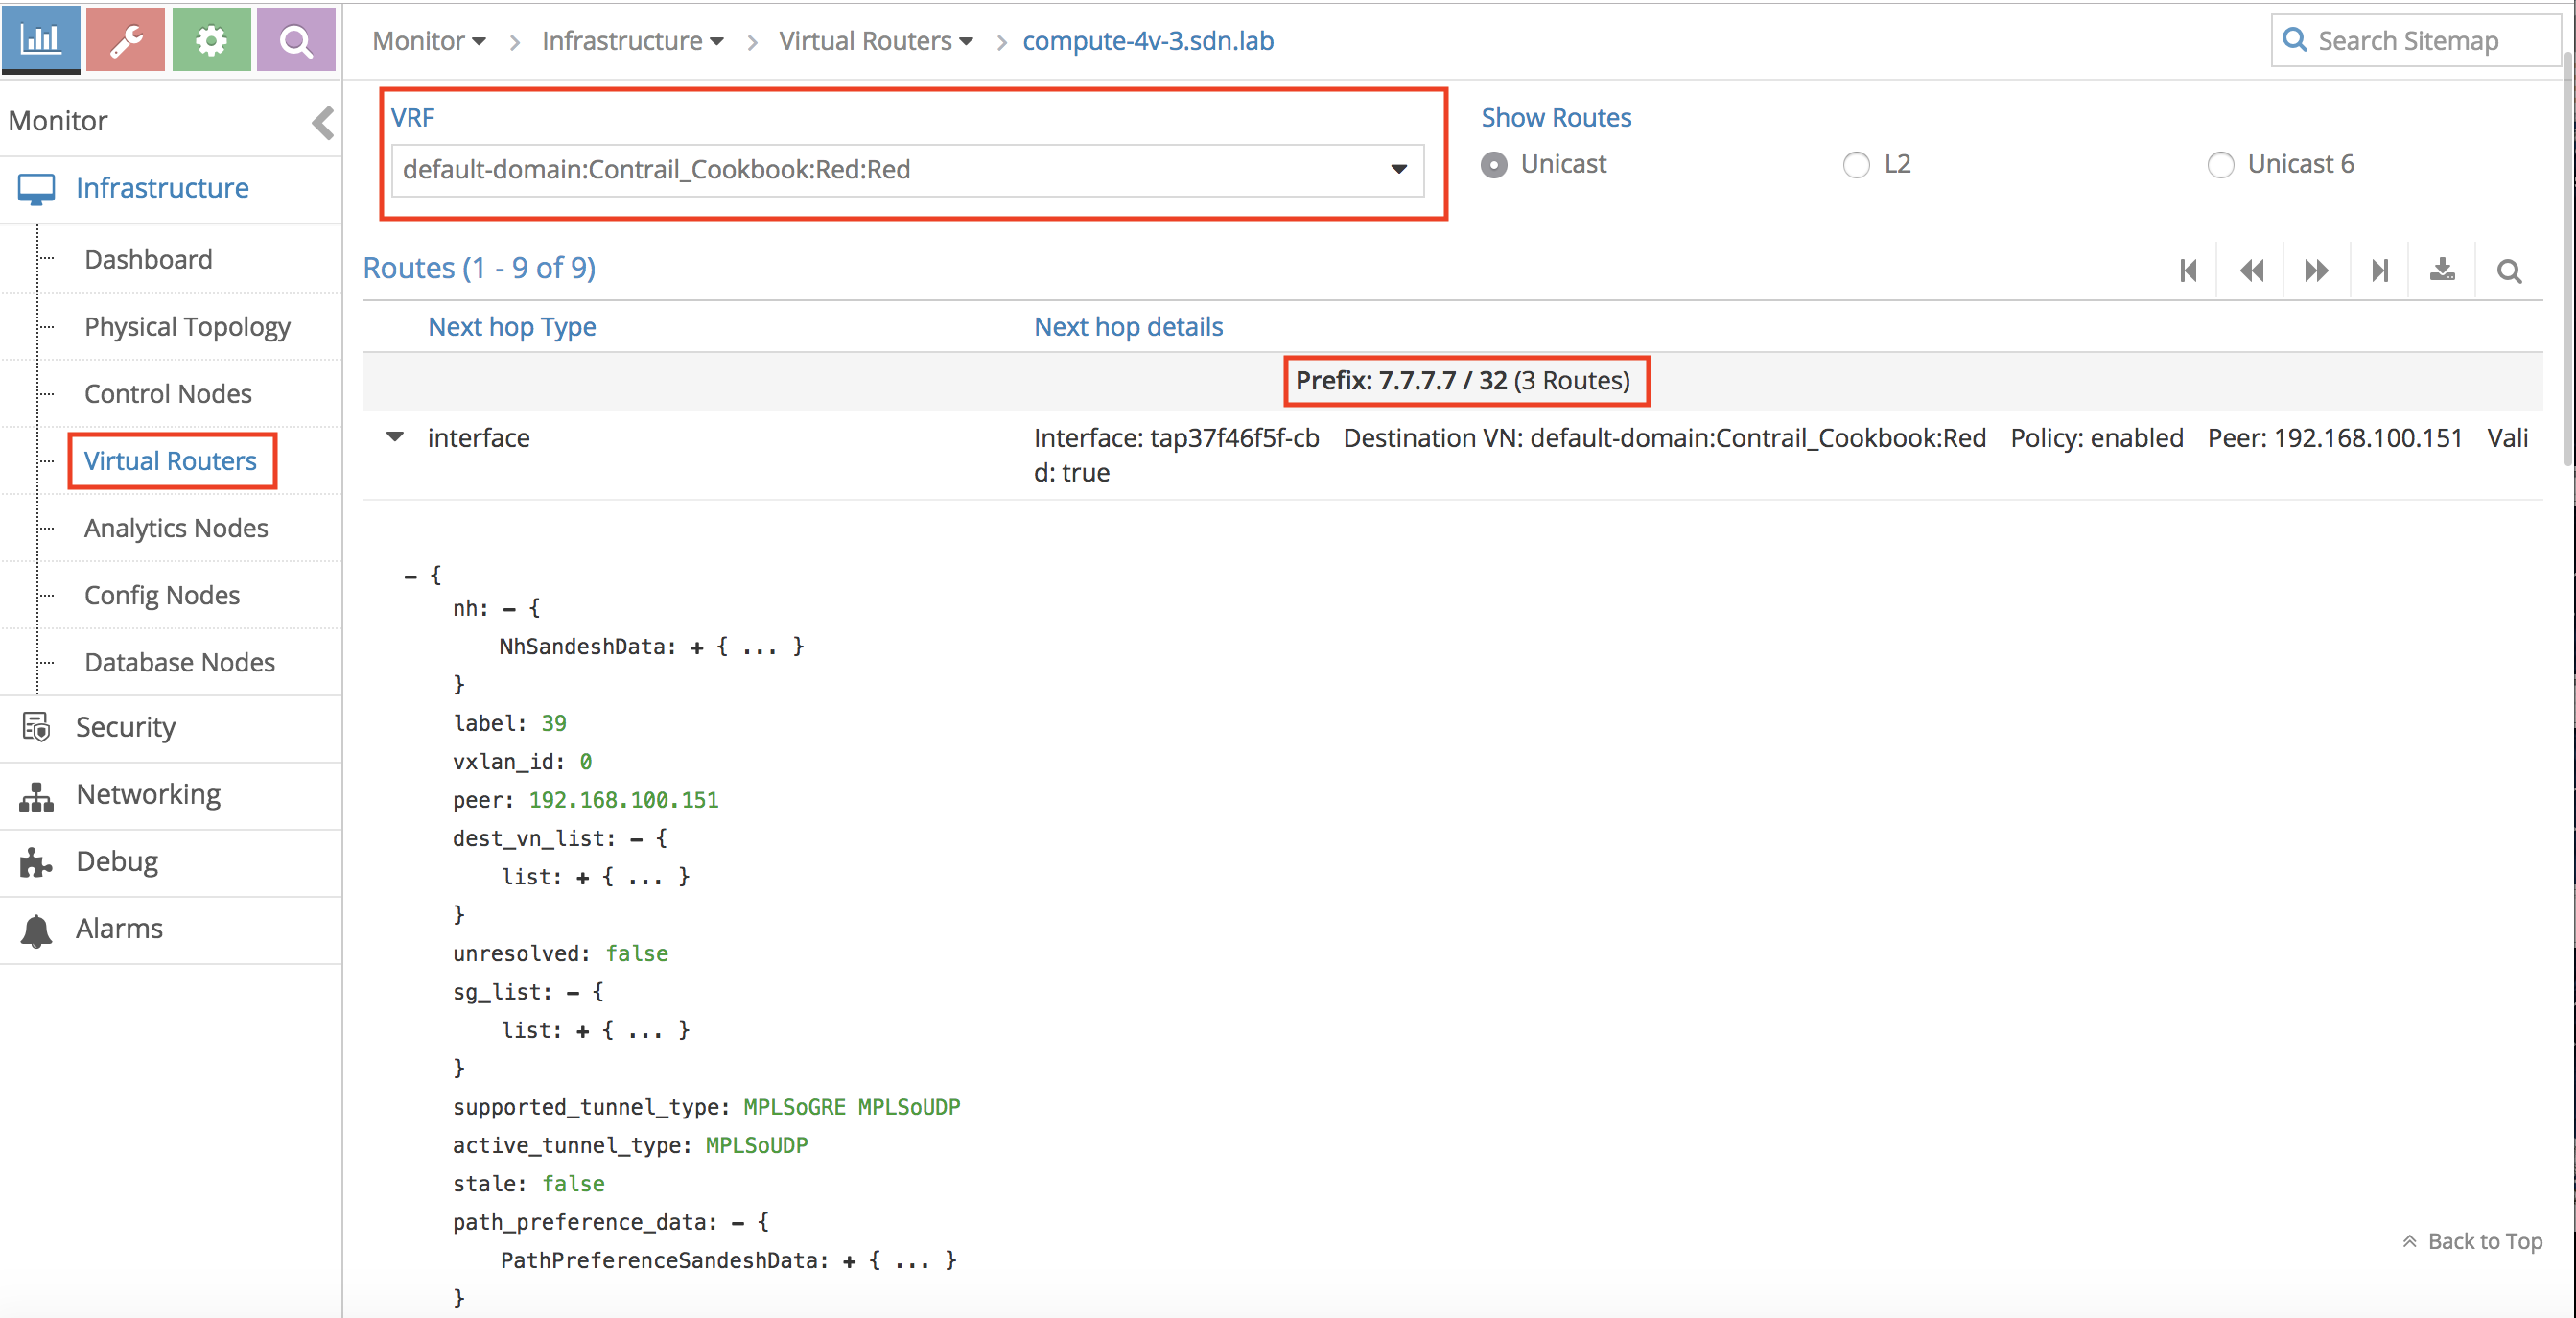 Monitor > Infrastructure > Virtual Routers > compute-4v-3.sdn.lab
Search Sitemap
Monitor
Infrastructure
Dashboard
Physical Topology
Control Nodes
Virtual Routers
Analytics Nodes
Config Nodes
Database Nodes
Security
Networking
Debug
Alarms
VRF
default-domain:Contrail_Cookbook:Red:Red
Show Routes
Unicast L2 Unicast 6
Routes (1 - 9 of 9)
Next hop Type Next hop details
Prefix: 7.7.7.7 / 32 (3 Routes)
interface Interface: tap37f46f5f-cb Destination VN: default-domain:Contrail_Cookbook:Red Policy: enabled Peer: 192.168.100.151 Vali
d: true
- {
nh: - {
NhSandeshData: + { ... }
}
label: 39
vxlan_id: 0
peer: 192.168.100.151
dest_vn_list: - {
list: + { ... }
}
unresolved: false
sg_list: - {
list: + { ... }
}
supported_tunnel_type: MPLSoGRE MPLSoUDP
active_tunnel_type: MPLSoUDP
stale: false
path_preference_data: - {
PathPreferenceSandeshData: + { ... }
}
Back to Top